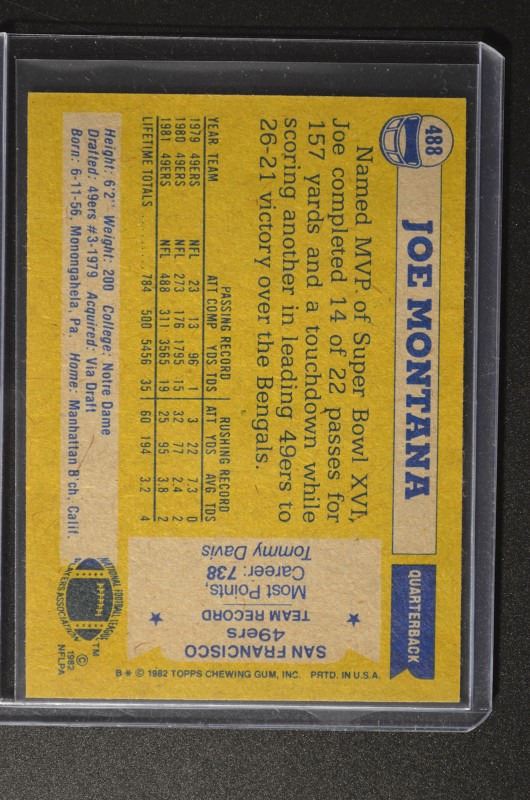 488
JOE MONTANA
QUARTERBACK
Named MVP of Super Bowl XVI,
Joe completed 14 of 22 passes for
157 yards and a touchdown while
scoring another in leading 49ers to
26-21 victory over the Bengals.
PASSING RECORD RUSHING RECORD
YEAR TEAM ATT COMP YDS TDS ATT YDS AVG TDS
1979 49ERS NFL 23 13 96 1 3 22 7.3 0
1980 49ERS NFL 273 176 1795 15 32 77 2.4 2
1981 49ERS NFL 488 311 3565 19 25 95 3.8 2
LIFETIME TOTALS ........ 784 500 5456 35 60 194 3.2 4
Height: 6'2" Weight: 200 College: Notre Dame
Drafted: 49ers #3-1979 Acquired: Via Draft
Born: 6-11-56, Monongahela, Pa. Home: Manhattan B'ch, Calif.
SAN FRANCISCO
49ers
TEAM RECORD
Most Points,
Career: 738
Tommy Davis
NATIONAL FOOTBALL LEAGUE
PLAYERS ASSOCIATION
TM
©
1982
NFLPA
B* © 1982 TOPPS CHEWING GUM, INC. PRTD. IN U.S.A.